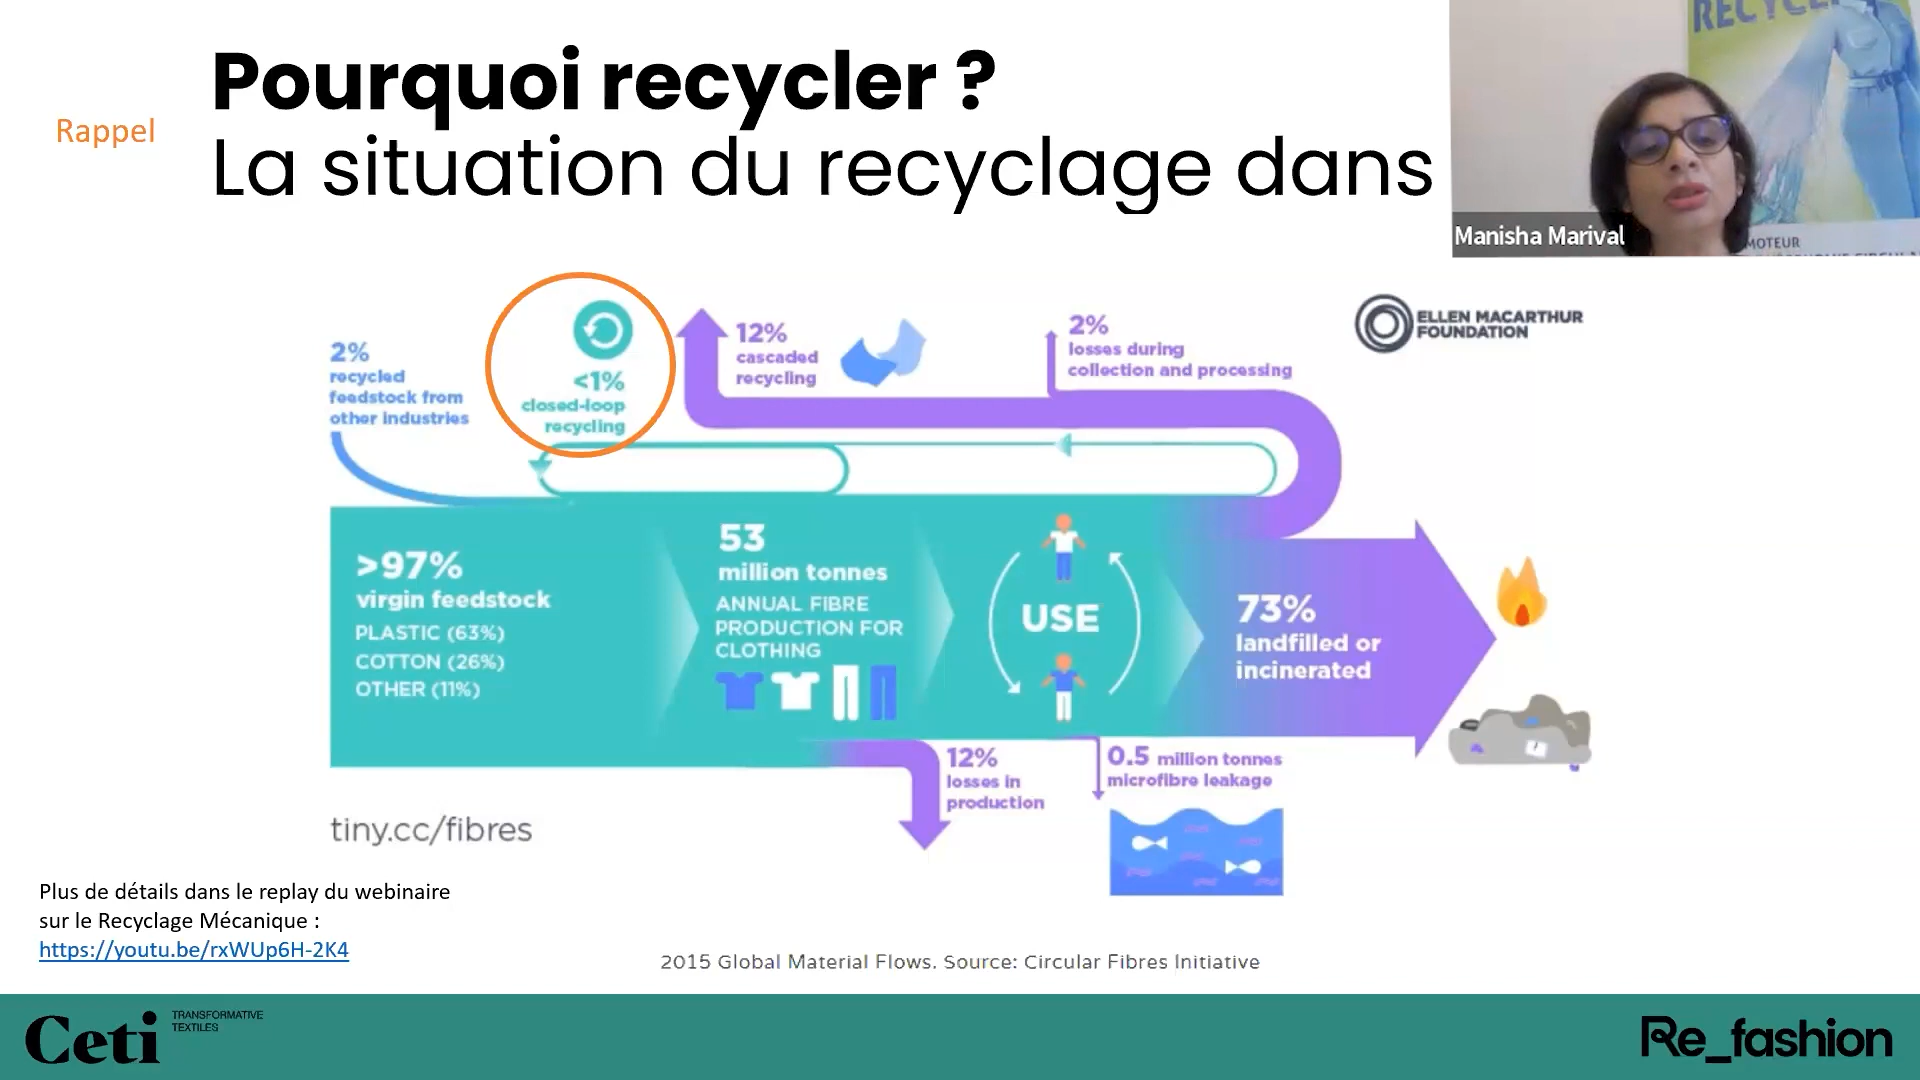 Pourquoi recycler ?
Rappel
La situation du recyclage dans
RECYCLE
Manisha Marival
MOTEUR
2%
recycled
feedstock from
other industries
<1%
closed-loop
recycling
12%
cascaded
recycling
2%
losses during
collection and processing
ELLEN MACARTHUR
FOUNDATION
>97%
virgin feedstock
PLASTIC (63%)
COTTON (26%)
OTHER (11%)
53
million tonnes
ANNUAL FIBRE
PRODUCTION FOR
CLOTHING
USE
73%
landfilled or
incinerated
12%
losses in
production
0.5 million tonnes
microfibre leakage
tiny.cc/fibres
Plus de détails dans le replay du webinaire
sur le Recyclage Mécanique :
https://youtu.be/rxWUp6H-2K4
2015 Global Material Flows. Source: Circular Fibres Initiative
Ceti
TRANSFORMATIVE
TEXTILES
Re_fashion